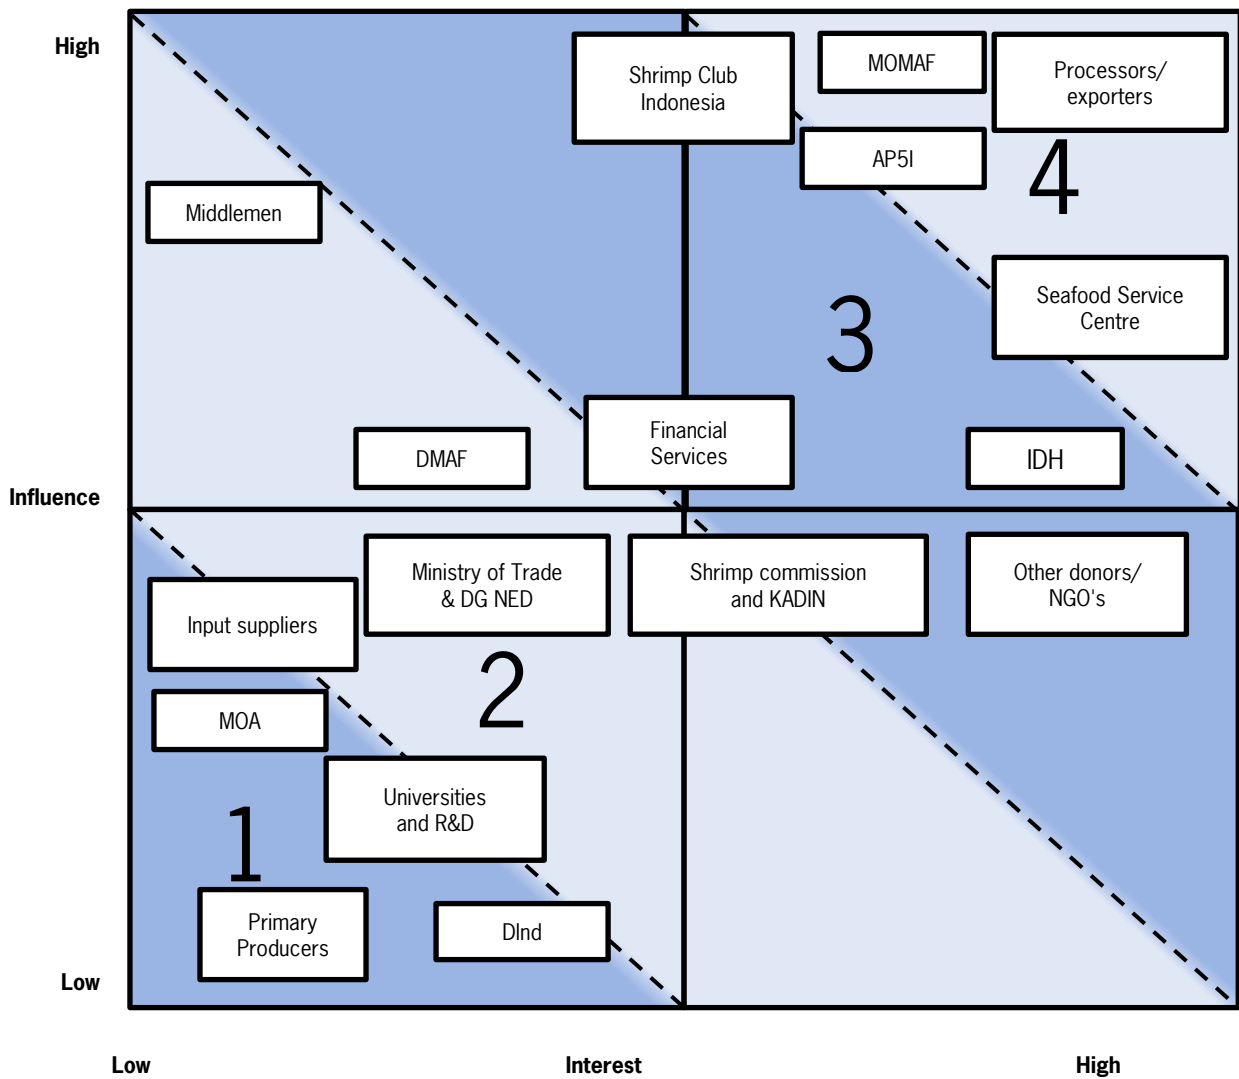 High
Shrimp Club
Indonesia
MOMAF
Processors/
exporters
AP5I
4
Middlemen
Seafood Service
Centre
3
Financial
Services
DMAF
IDH
Influence
Ministry of Trade
& DG NED
Shrimp commission
and KADIN
Other donors/
NGO's
Input suppliers
2
MOA
Universities
and R&D
1
Primary
Producers
DInd
Low
Low
Interest
High